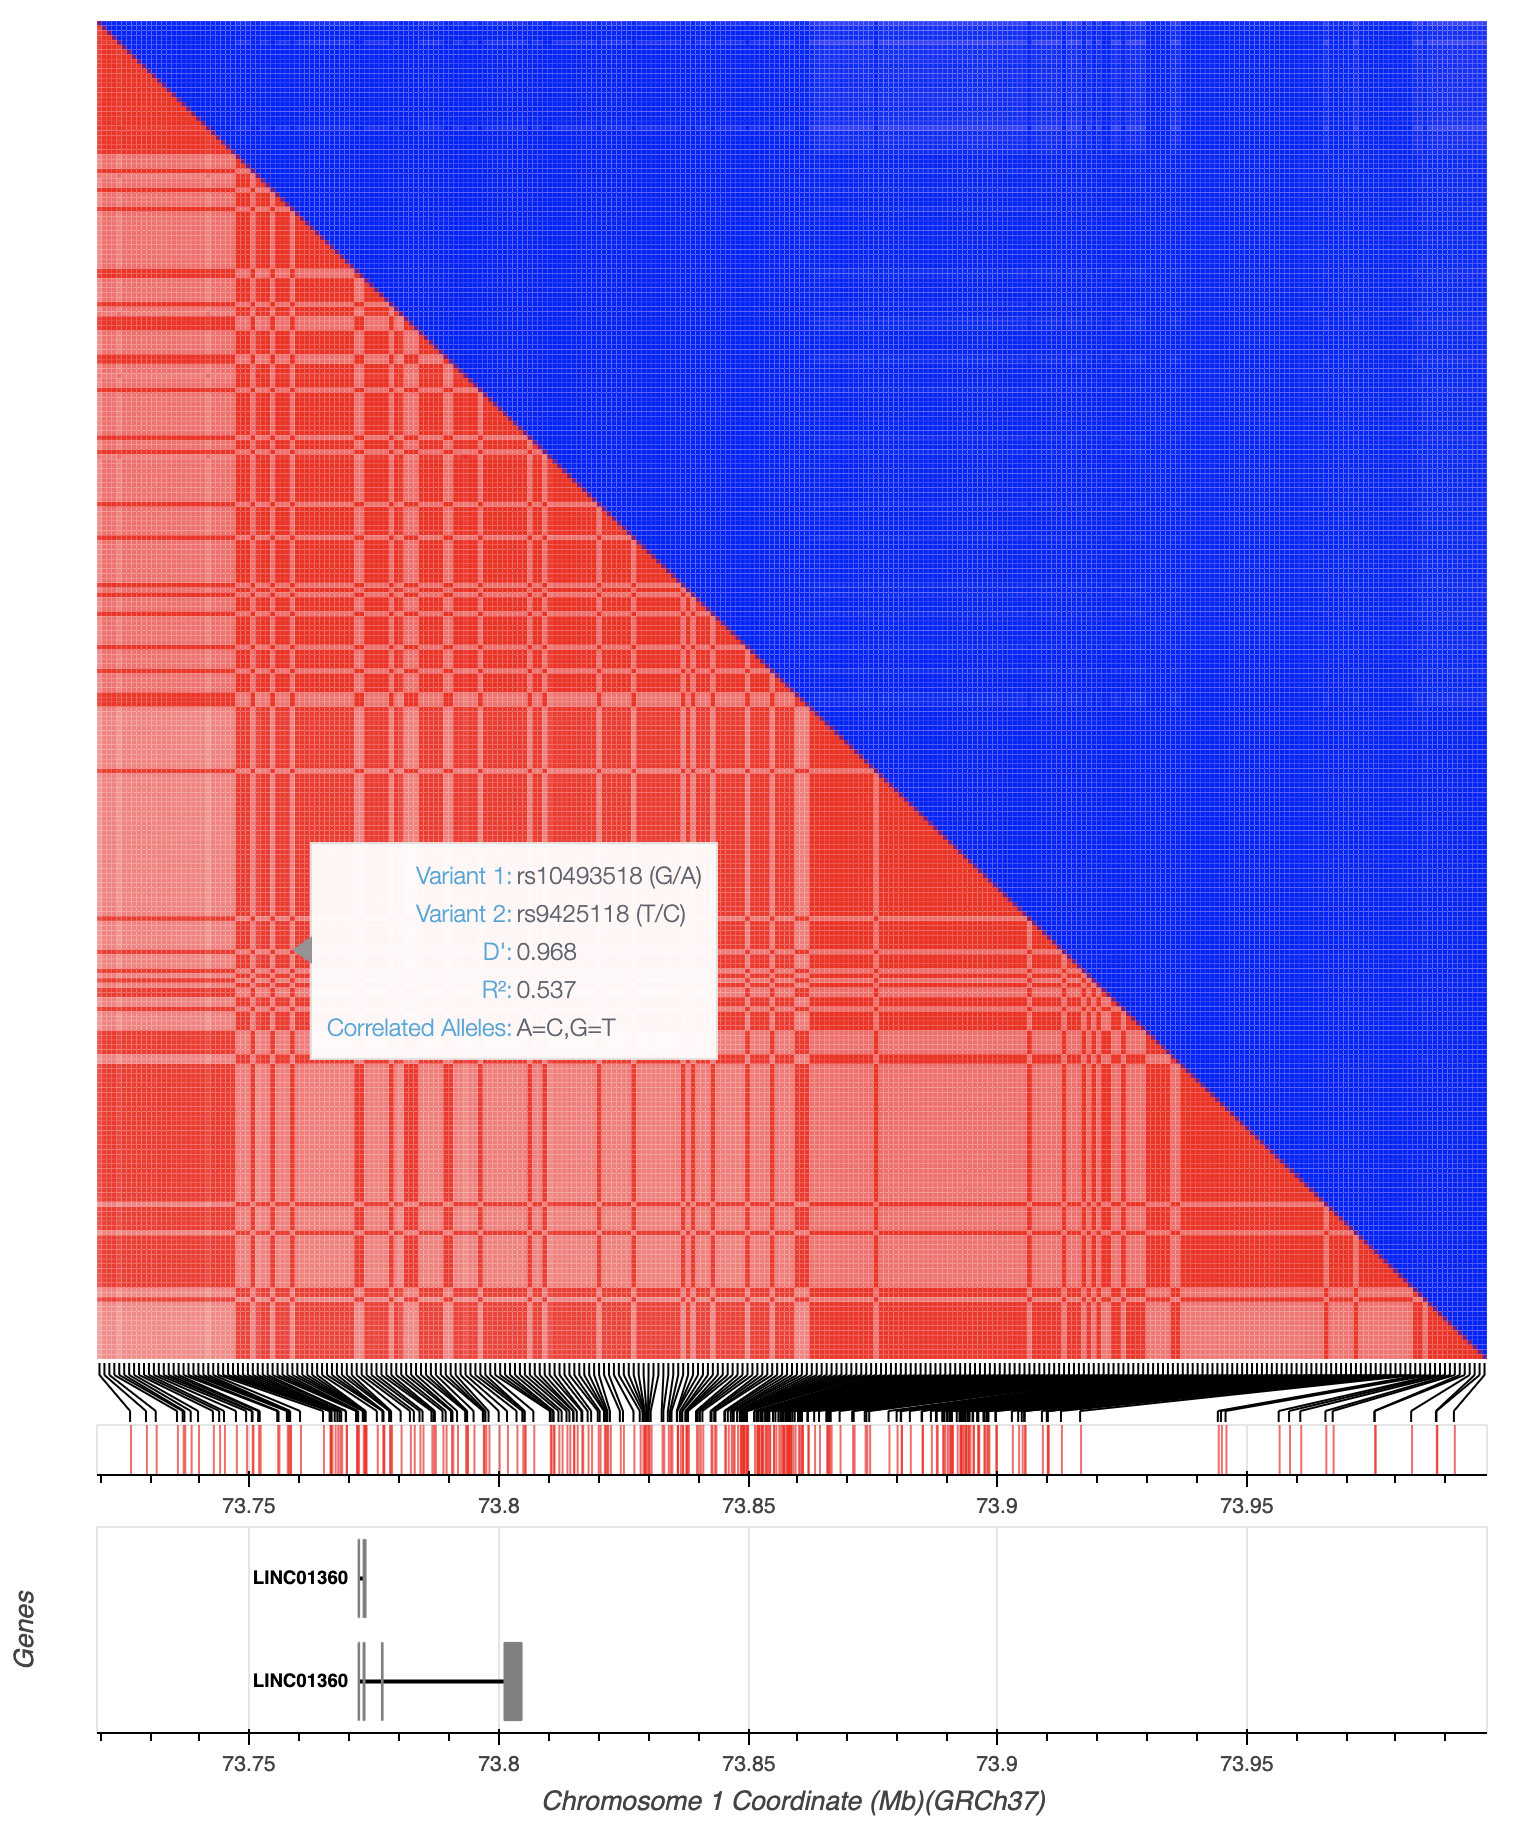 Variant 1: rs10493518 (G/A)
Variant 2: rs9425118 (T/C)
D': 0.968
R²: 0.537
Correlated Alleles: A=C,G=T
73.75 73.8 73.85 73.9 73.95
Genes
LINC01360
LINC01360
73.75 73.8 73.85 73.9 73.95
Chromosome 1 Coordinate (Mb)(GRCh37)